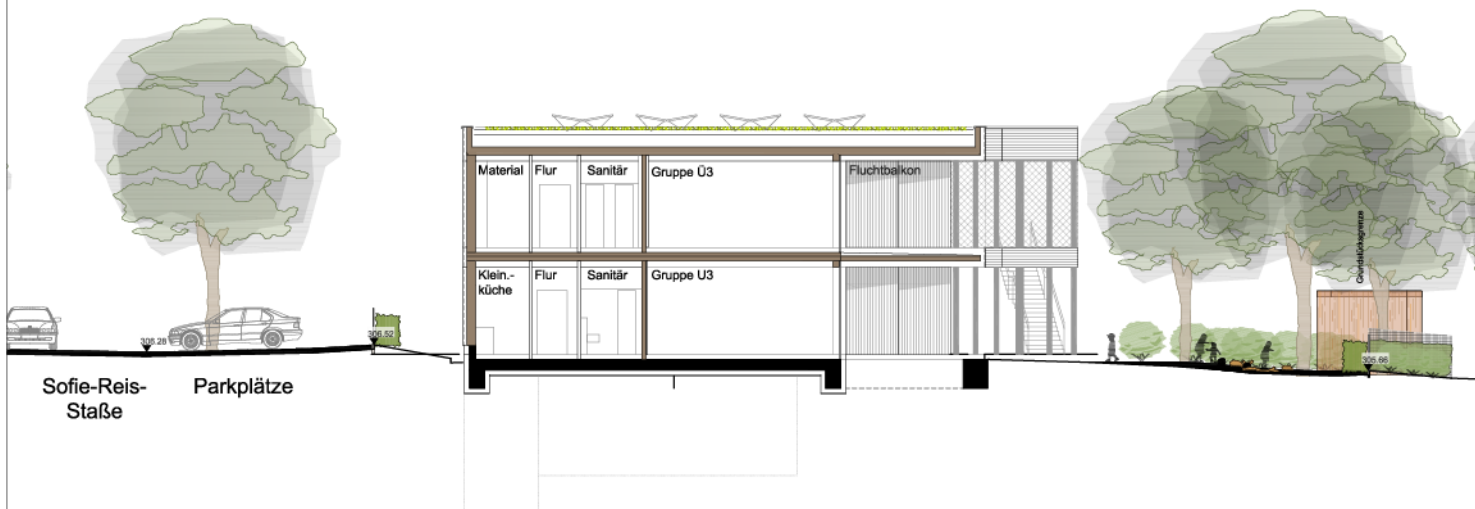 Material
Flur
Sanitär
Gruppe Ü3
Fluchtbalkon
Klein.-
küche
Flur
Sanitär
Gruppe U3
Grundstücksgrenze
306.52
306.28
305.66
Sofie-Reis-
Staße
Parkplätze